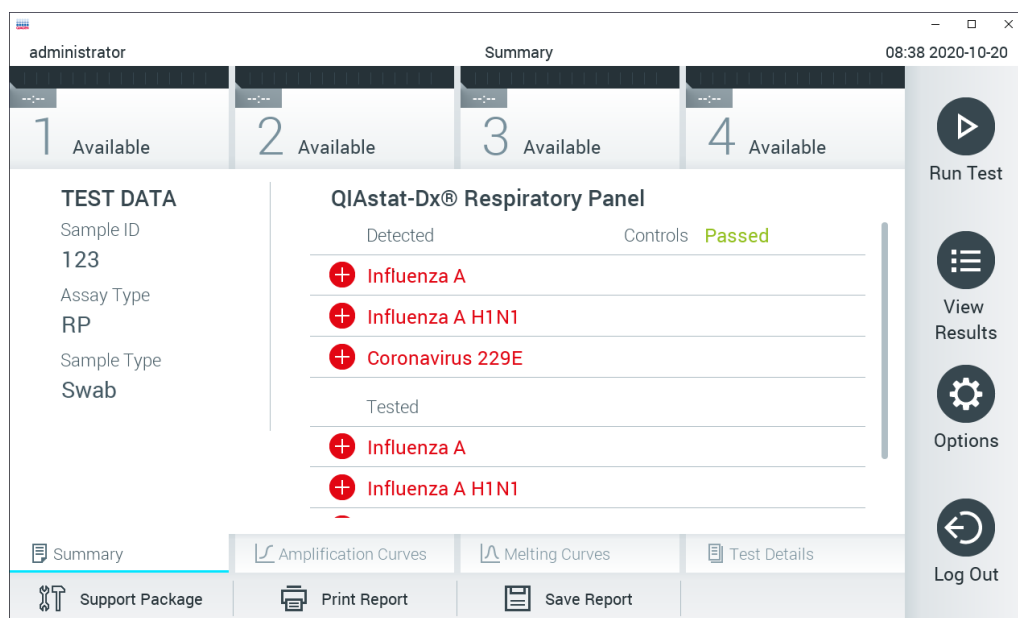 administrator
Summary
08:38 2020-10-20
--:--
1 Available
--:--
2 Available
--:--
3 Available
--:--
4 Available
Run Test
View
Results
Options
Log Out
TEST DATA
Sample ID
123
Assay Type
RP
Sample Type
Swab
QIAstat-Dx® Respiratory Panel
Detected
Controls Passed
Influenza A
Influenza A H1N1
Coronavirus 229E
Tested
Influenza A
Influenza A H1N1
Summary
Amplification Curves
Melting Curves
Test Details
Support Package
Print Report
Save Report